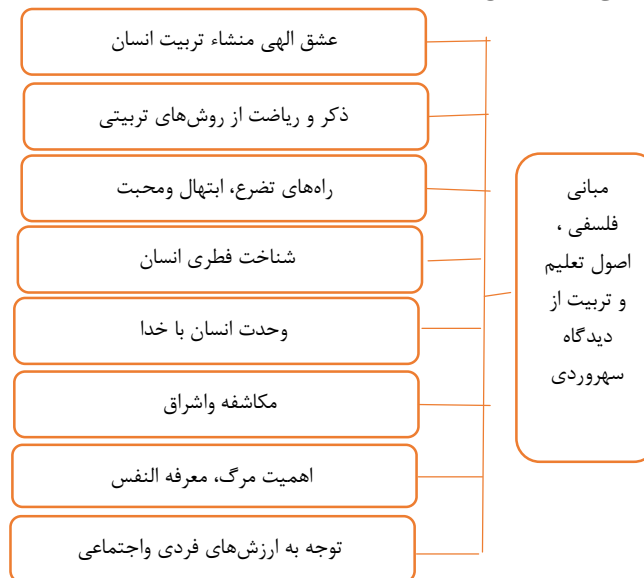 مبانی
فلسفی ،
اصول تعلیم
و تربیت از
دیدگاه
سهروردی
عشق الهی منشاء تربیت انسان
ذکر و ریاضت از روش‌های تربیتی
راه‌های تضرع، ابتهال ومحبت
شناخت فطری انسان
وحدت انسان با خدا
مکاشفه واشراق
اهمیت مرگ، معرفه النفس
توجه به ارزش‌های فردی واجتماعی